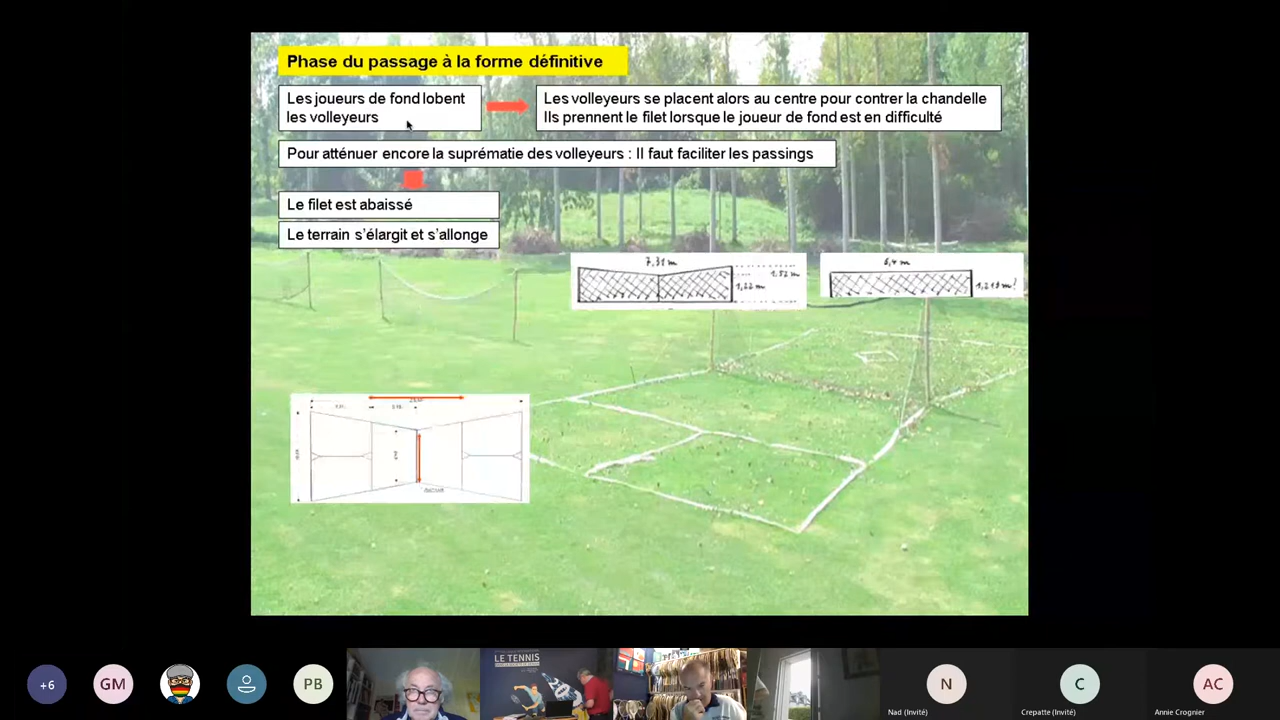 Phase du passage à la forme définitive
Les joueurs de fond lobent
les volleyeurs
Les volleyeurs se placent alors au centre pour contrer la chandelle
Ils prennent le filet lorsque le joueur de fond est en difficulté
Pour atténuer encore la suprématie des volleyeurs : Il faut faciliter les passings
Le filet est abaissé
Le terrain s'élargit et s'allonge
7,31 m
1,52 m
1,22 m
6,4 m
1,219 m?
LE TENNIS
+6
GM
PB
N
Nad (Invité)
C
Crepatte (Invité)
AC
Annie Crognier